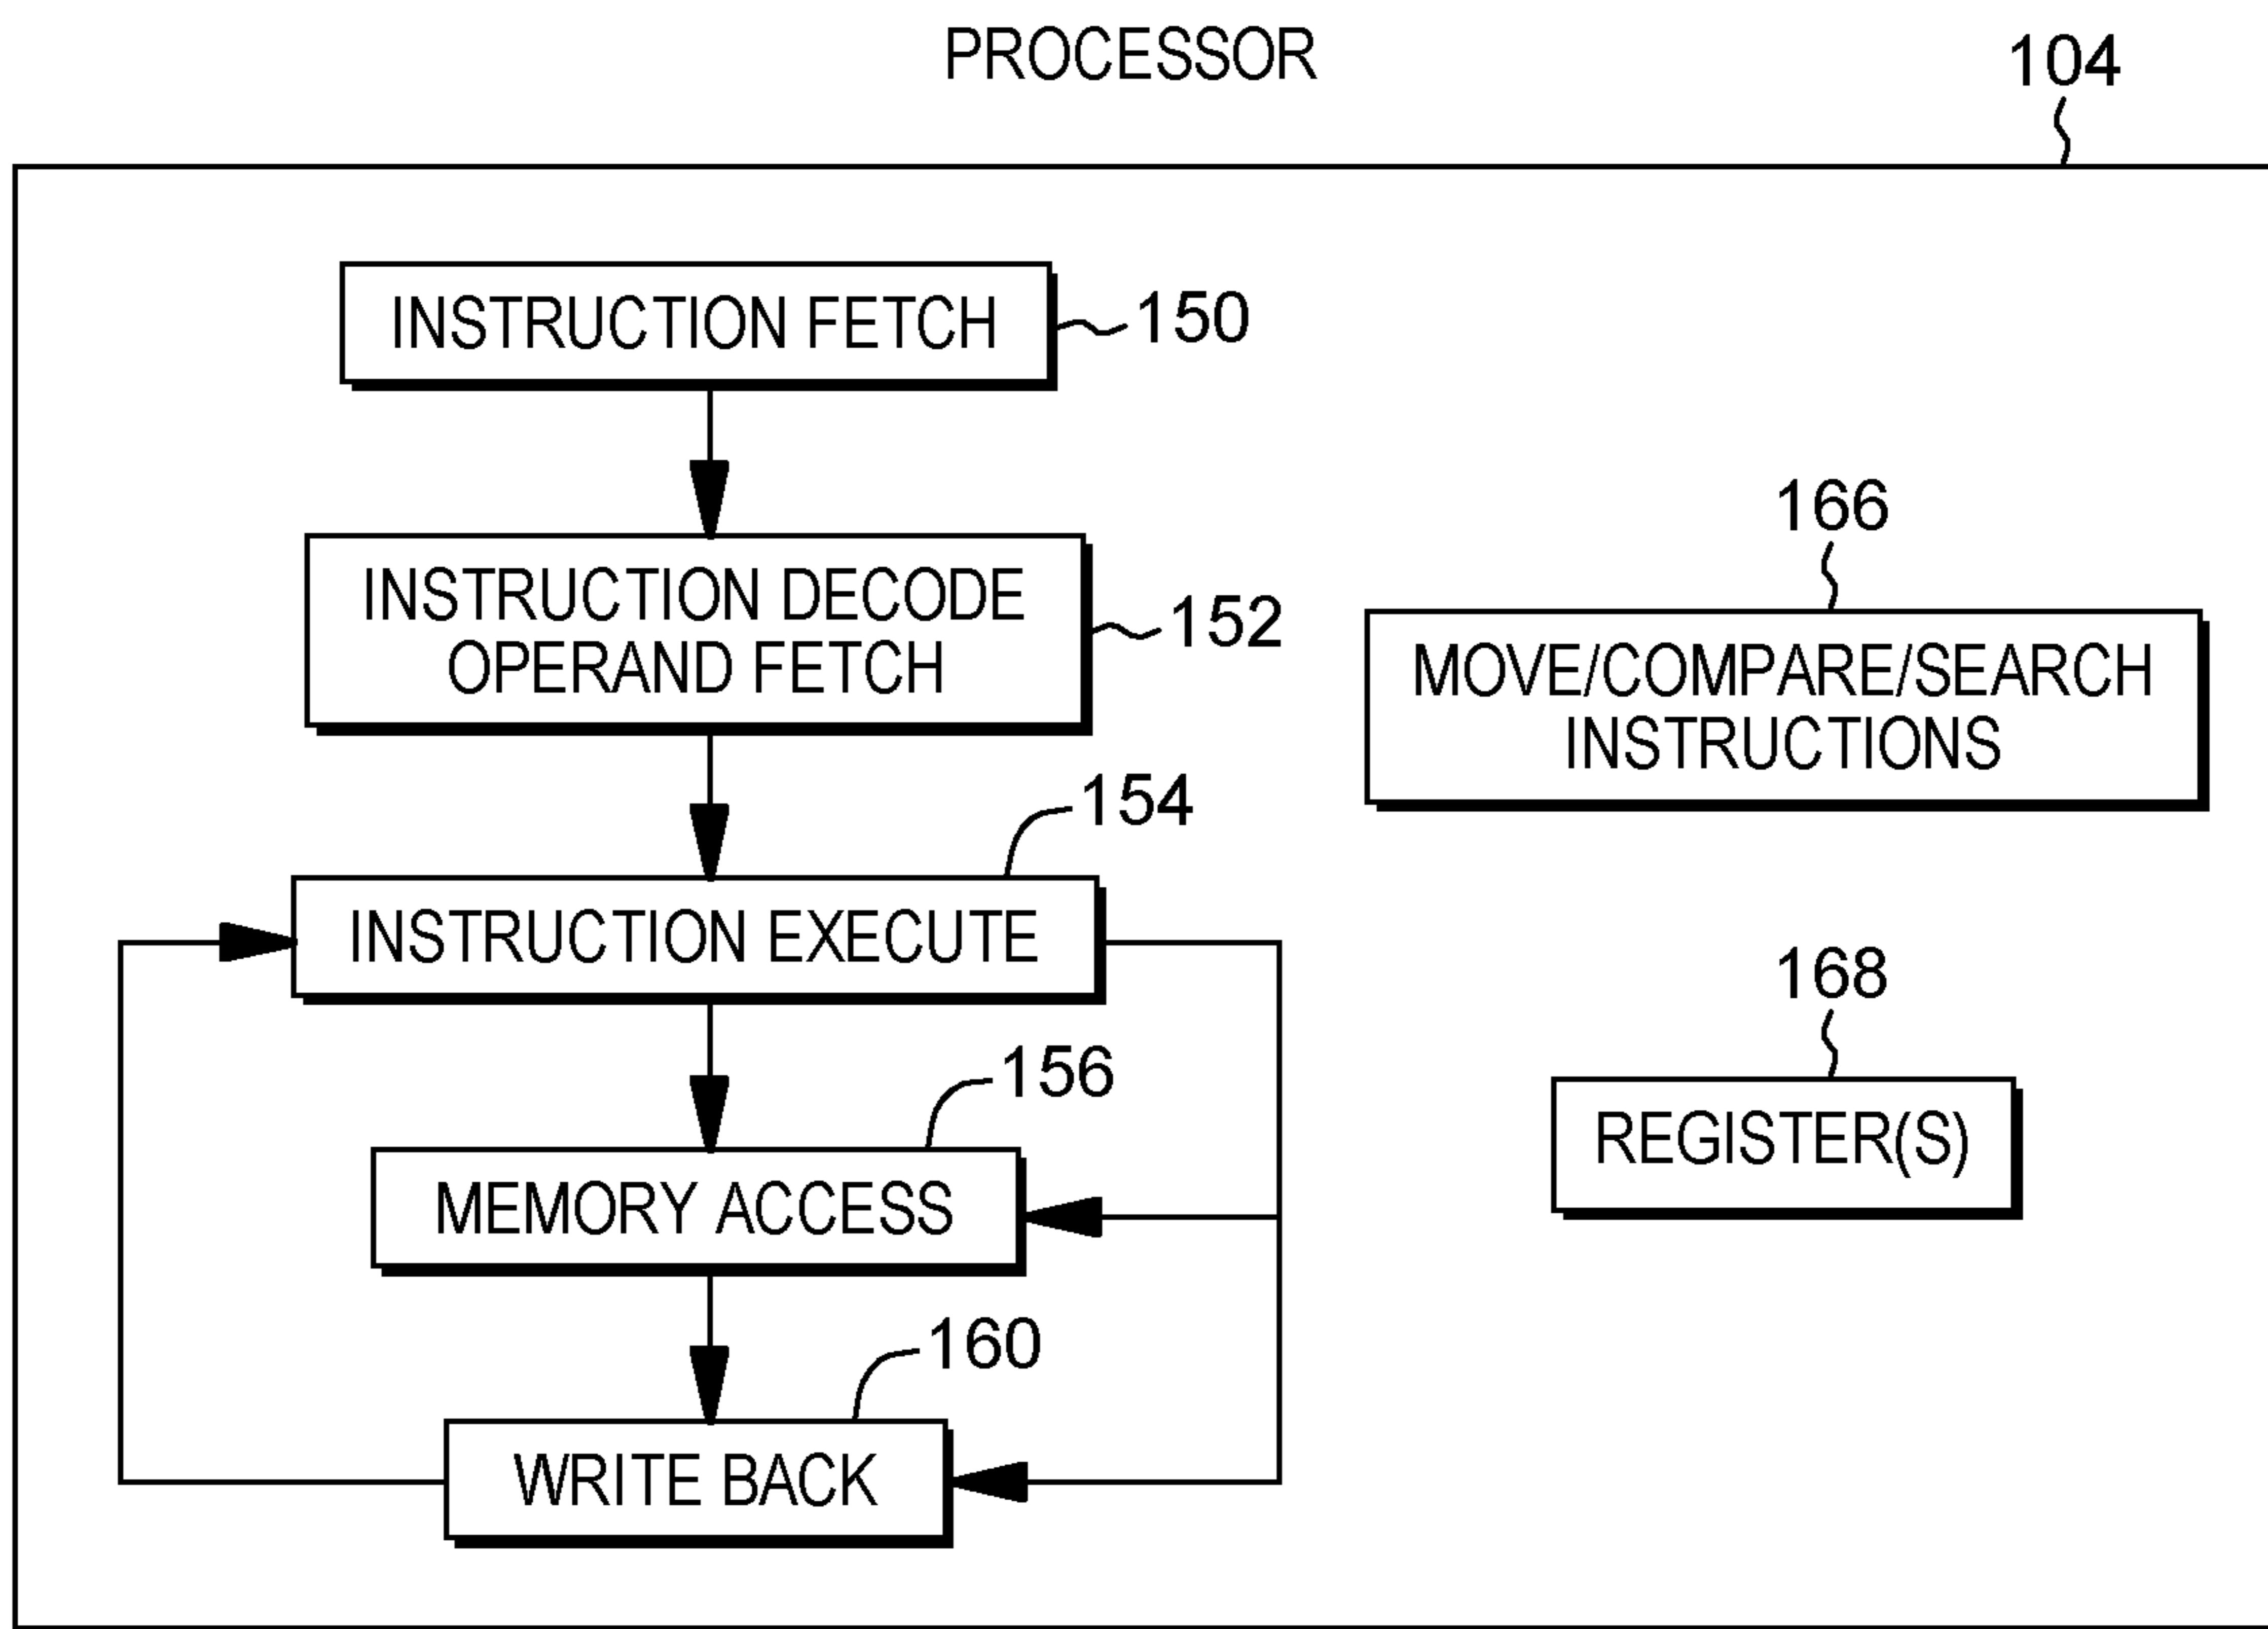 PROCESSOR
104
INSTRUCTION FETCH
150
INSTRUCTION DECODE
OPERAND FETCH
152
166
MOVE/COMPARE/SEARCH
INSTRUCTIONS
154
INSTRUCTION EXECUTE
168
REGISTER(S)
156
MEMORY ACCESS
160
WRITE BACK